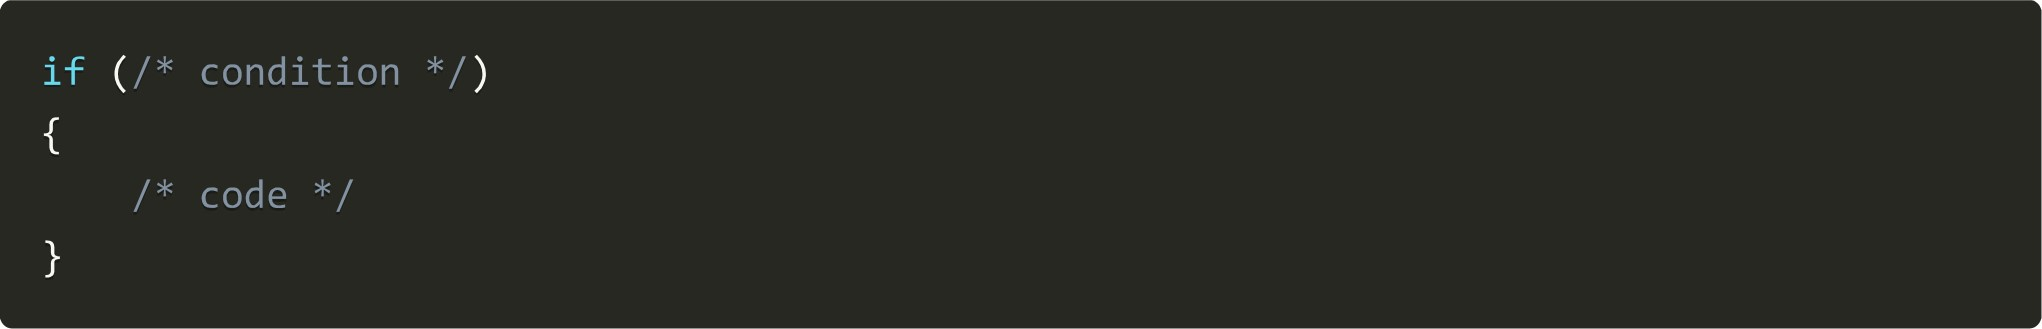 if (/* condition */)
{
    /* code */
}